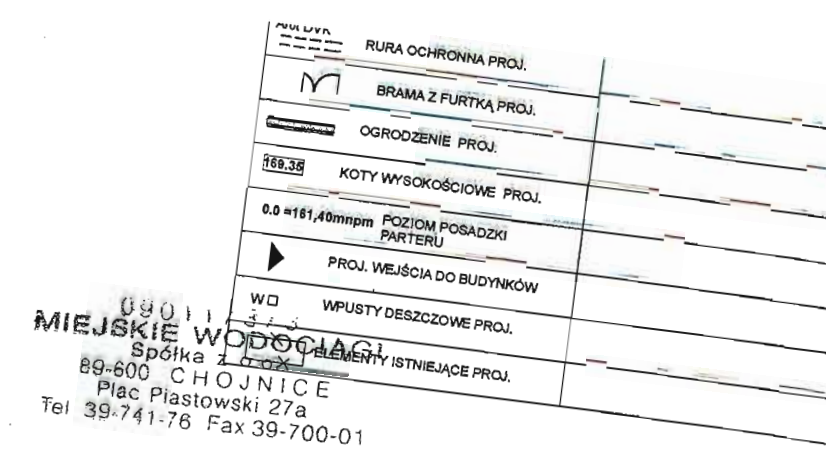 RURA OCHRONNA PROJ.
BRAMA Z FURTKĄ PROJ.
OGRODZENIE PROJ.
169,35 KOTY WYSOKOŚCIOWE PROJ.
0.0 =161,40mnpm POZIOM POSADZKI
PARTERU
PROJ. WEJŚCIA DO BUDYNKÓW
W WPUSTY DESZCZOWE PROJ.
ELEMENTY ISTNIEJĄCE PROJ.
MIEJSKIE WODOCIĄGI
Spółka z o.o.
89-600 CHOJNICE
Plac Piastowski 27a
Tel 39-741-76 Fax 39-700-01